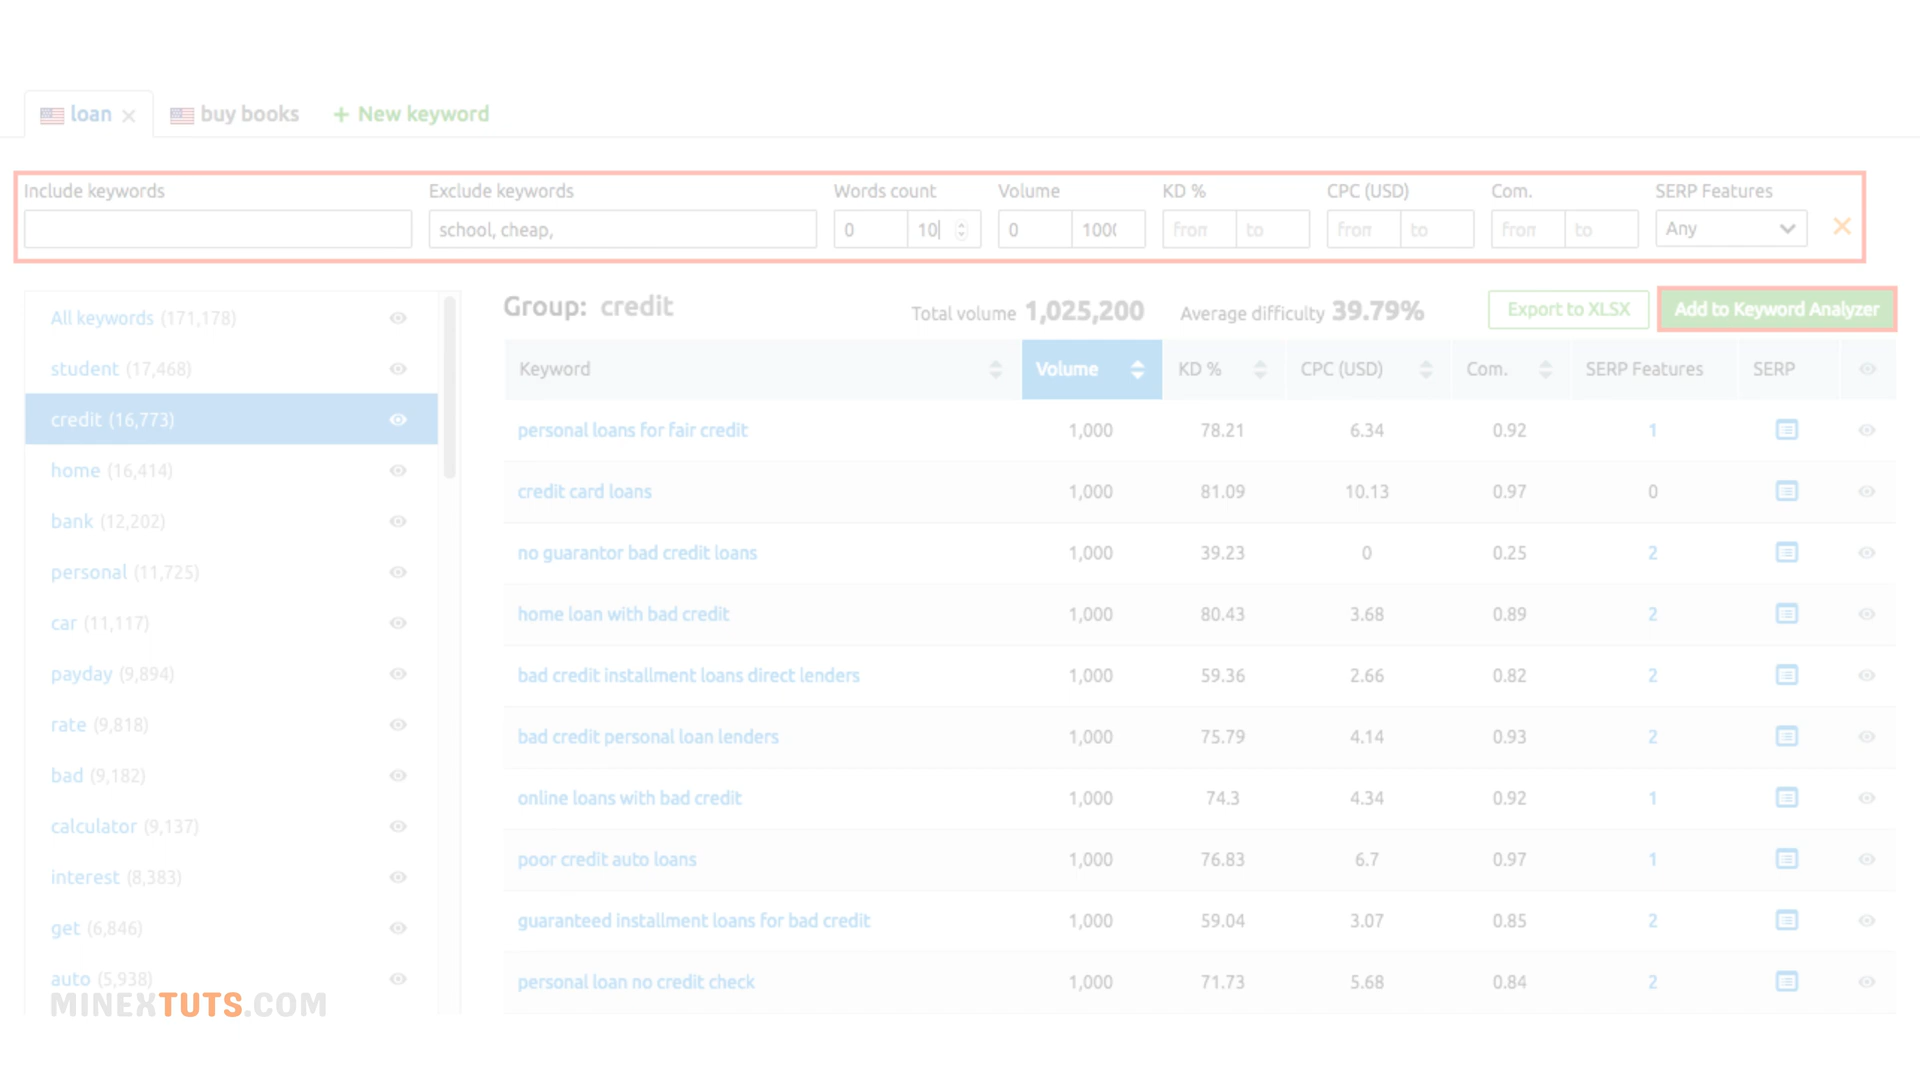 loan buy books + New keyword
Include keywords Exclude keywords Words count Volume KD % CPC (USD) Com. SERP Features
school, cheap, 0 10 0 1000 from to from to from to Any
Group: credit Total volume 1,025,200 Average difficulty 39.79% Export to XLSX Add to Keyword Analyzer
All keywords (171,178)
student (17,468)
credit (16,773)
home (16,414)
bank (12,202)
personal (11,725)
car (11,117)
payday (9,894)
rate (9,818)
bad (9,182)
calculator (9,137)
interest (8,383)
get (6,846)
auto (5,938)
Keyword Volume KD % CPC (USD) Com. SERP Features SERP
personal loans for fair credit 1,000 78.21 6.34 0.92 1
credit card loans 1,000 81.09 10.13 0.97 0
no guarantor bad credit loans 1,000 39.23 0 0.25 2
home loan with bad credit 1,000 80.43 3.68 0.89 2
bad credit installment loans direct lenders 1,000 59.36 2.66 0.82 2
bad credit personal loan lenders 1,000 75.79 4.14 0.93 2
online loans with bad credit 1,000 74.3 4.34 0.92 1
poor credit auto loans 1,000 76.83 6.7 0.97 1
guaranteed installment loans for bad credit 1,000 59.04 3.07 0.85 2
personal loan no credit check 1,000 71.73 5.68 0.84 2
MINEXTUTS.COM